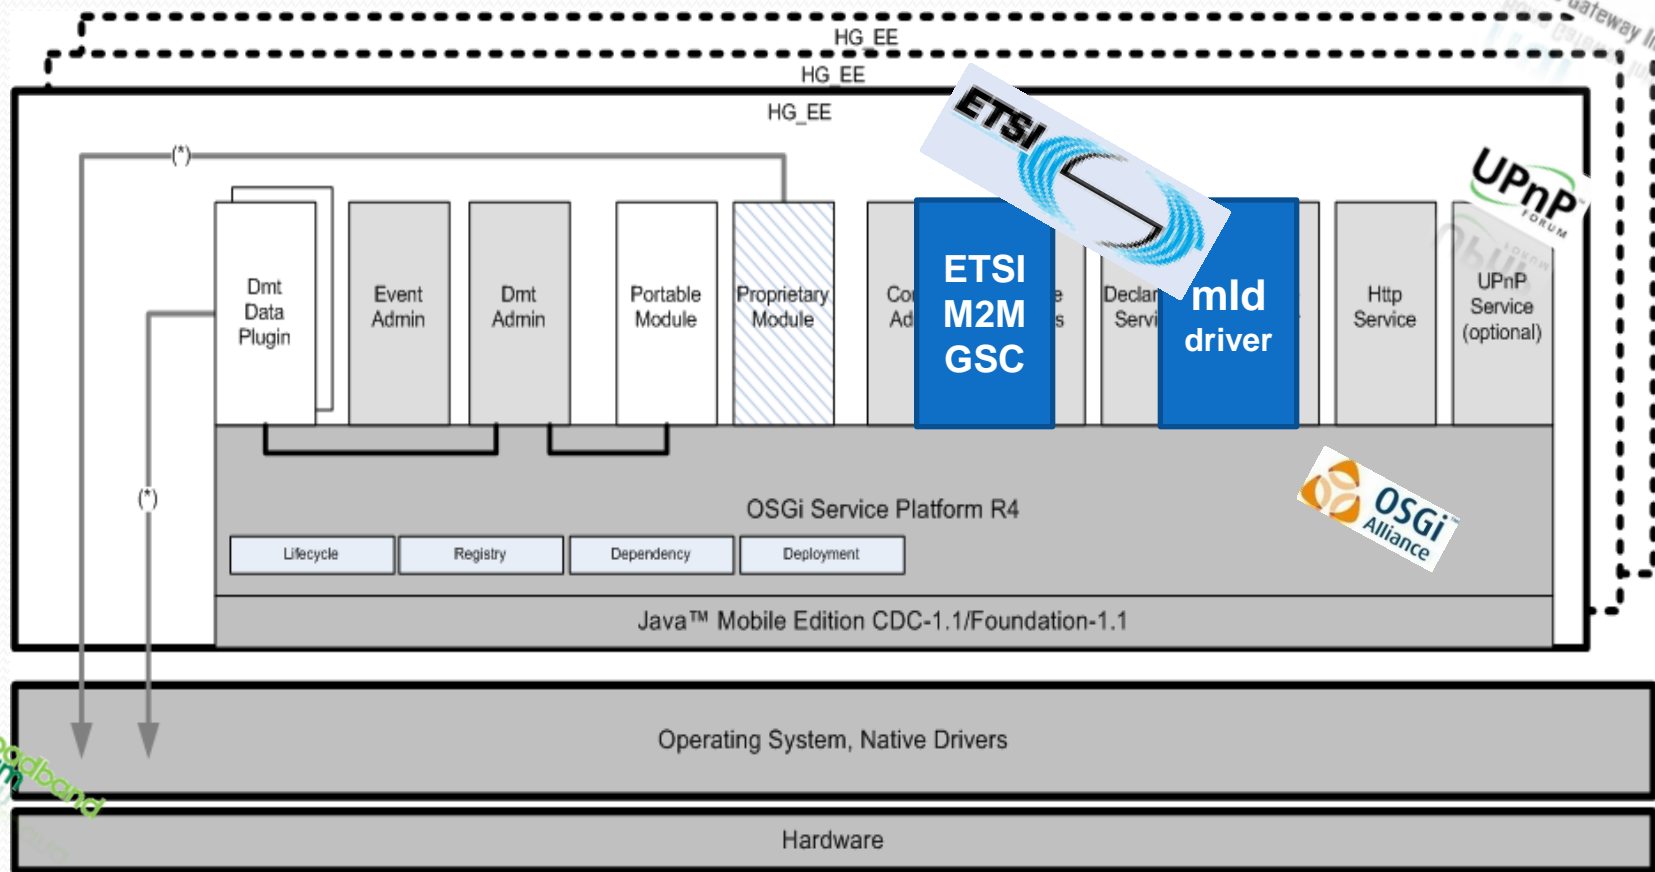 Gateway
HG_EE
HG_EE
HG_EE
(*)
ETSI
UPnP
FORUM
Dmt
Data
Plugin
Event
Admin
Dmt
Admin
Portable
Module
Proprietary
Module
ETSI
M2M
GSC
mId
driver
Http
Service
UPnP
Service
(optional)
(*)
OSGi Service Platform R4
OSGi
Alliance
Lifecycle
Registry
Dependency
Deployment
Java™ Mobile Edition CDC-1.1/Foundation-1.1
Operating System, Native Drivers
Hardware